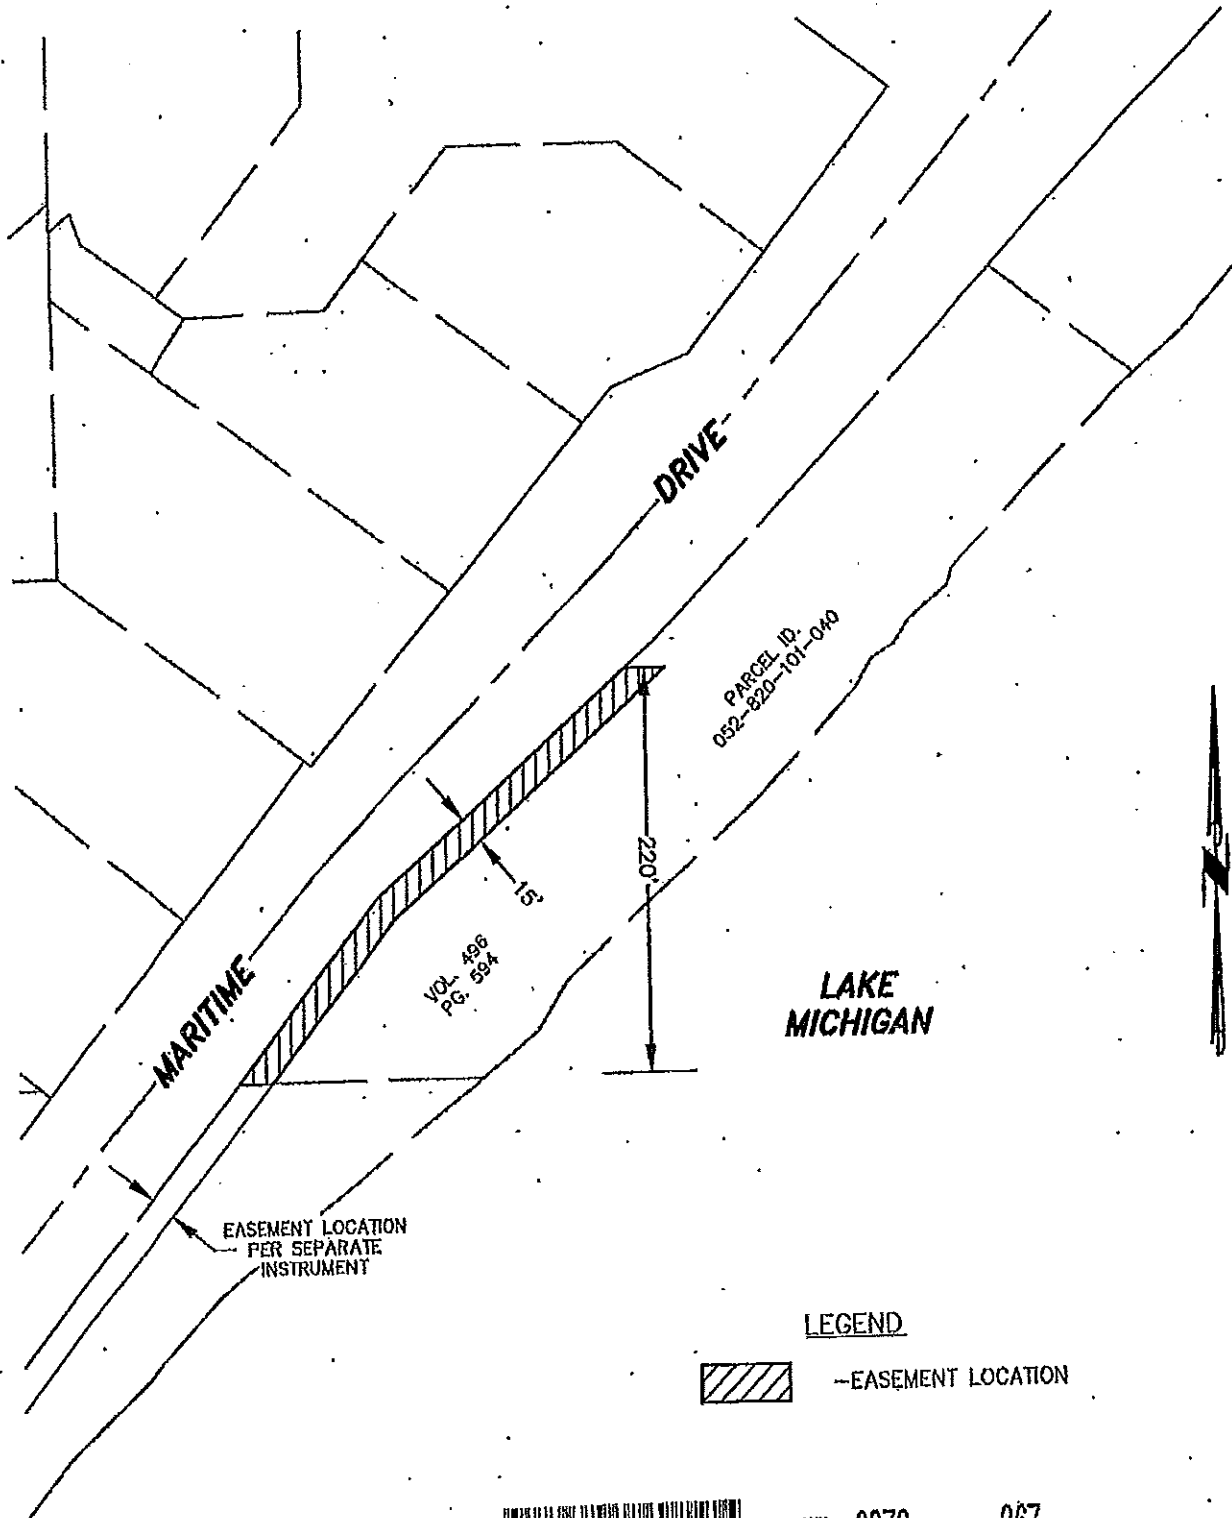 DRIVE
PARCEL ID.
052-820-101-040
220'
15'
VOL. 496
PG. 594
MARITIME
LAKE
MICHIGAN
N
EASEMENT LOCATION
PER SEPARATE
INSTRUMENT
LEGEND
-EASEMENT LOCATION